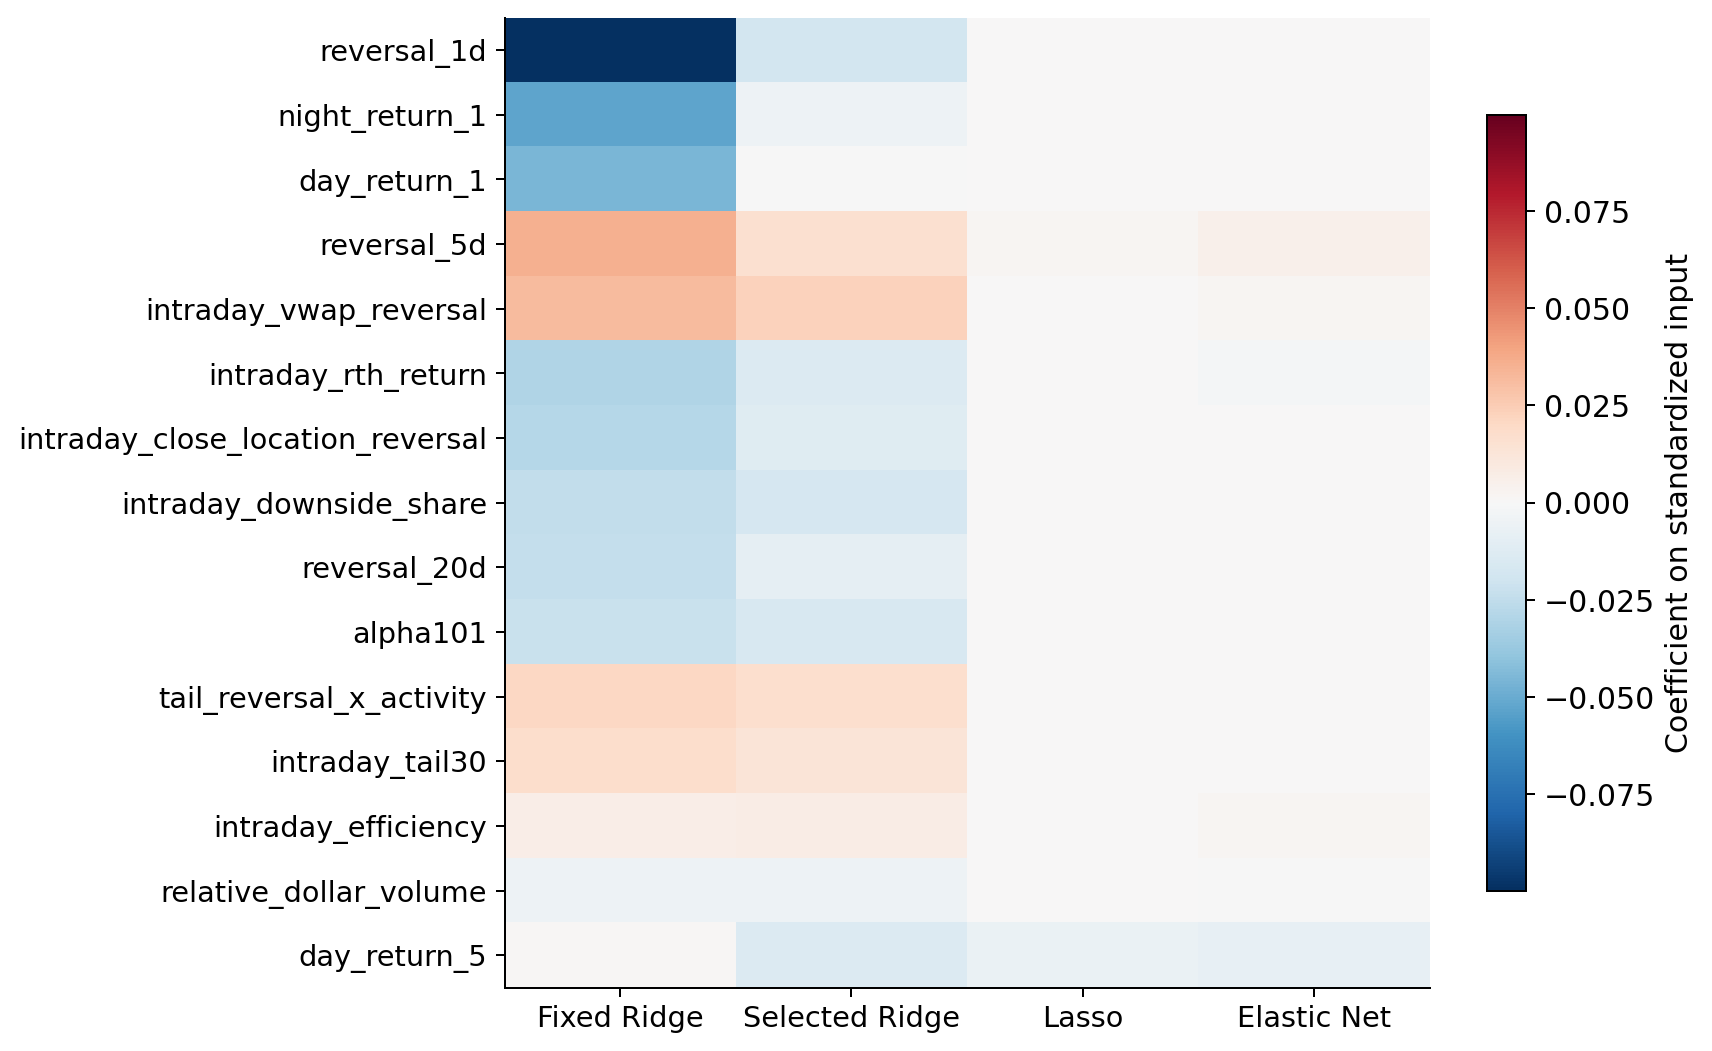 reversal_1d
night_return_1
day_return_1
reversal_5d
intraday_vwap_reversal
intraday_rth_return
intraday_close_location_reversal
intraday_downside_share
reversal_20d
alpha101
tail_reversal_x_activity
intraday_tail30
intraday_efficiency
relative_dollar_volume
day_return_5
Fixed Ridge
Selected Ridge
Lasso
Elastic Net
0.075
0.050
0.025
0.000
−0.025
−0.050
−0.075
Coefficient on standardized input